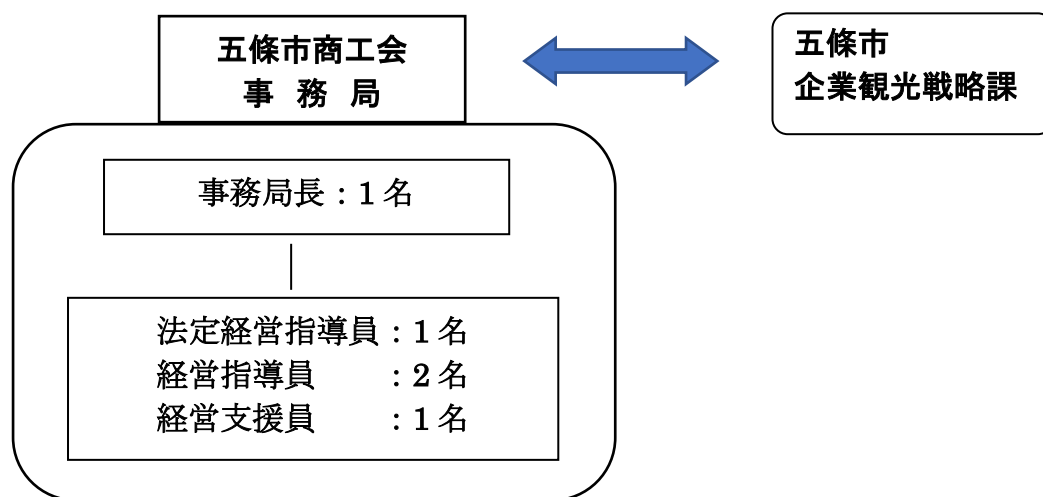 五條市商工会
事 務 局
五條市
企業観光戦略課
事務局長：1 名
法定経営指導員：1 名
経営指導員　　：2 名
経営支援員　　：1 名